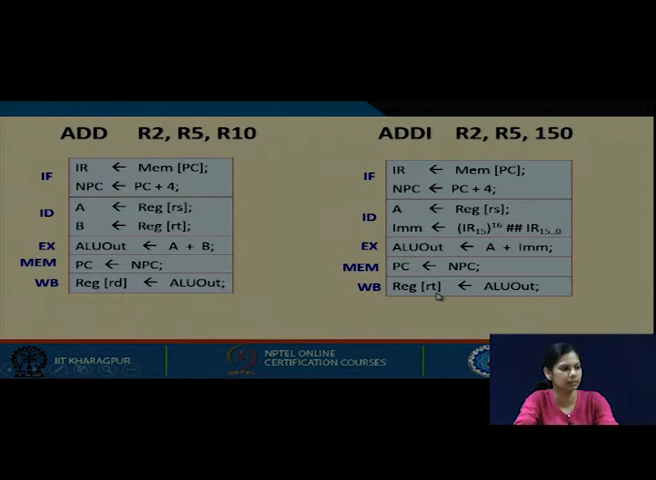 ADD R2, R5, R10
IF
IR ← Mem [PC];
NPC ← PC + 4;
ID
A ← Reg [rs];
B ← Reg [rt];
EX
ALUOut ← A + B;
MEM
PC ← NPC;
WB
Reg [rd] ← ALUOut;
ADDI R2, R5, 150
IF
IR ← Mem [PC];
NPC ← PC + 4;
ID
A ← Reg [rs];
Imm ← (IR₁₅)¹⁶ ## IR₁₅..₀
EX
ALUOut ← A + Imm;
MEM
PC ← NPC;
WB
Reg [rt] ← ALUOut;
IIT KHARAGPUR
NPTEL
NPTEL ONLINE
CERTIFICATION COURSES